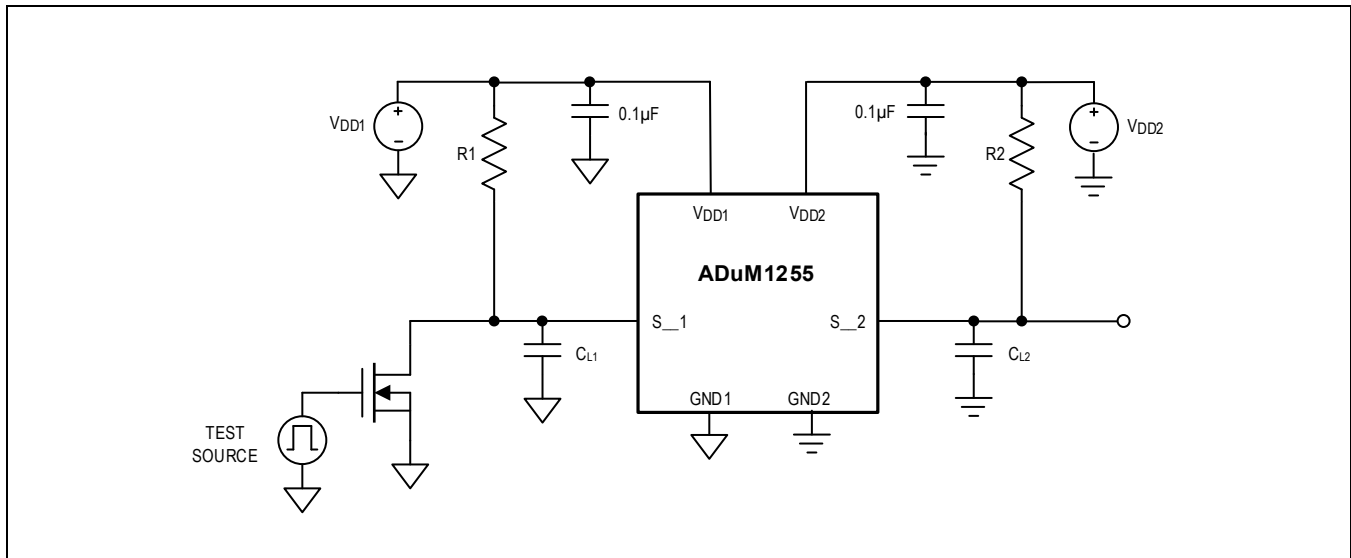 VDD1
R1
0.1µF
0.1µF
R2
VDD2
VDD1
VDD2
ADuM1255
S__1
S__2
CL1
CL2
GND1
GND2
TEST
SOURCE